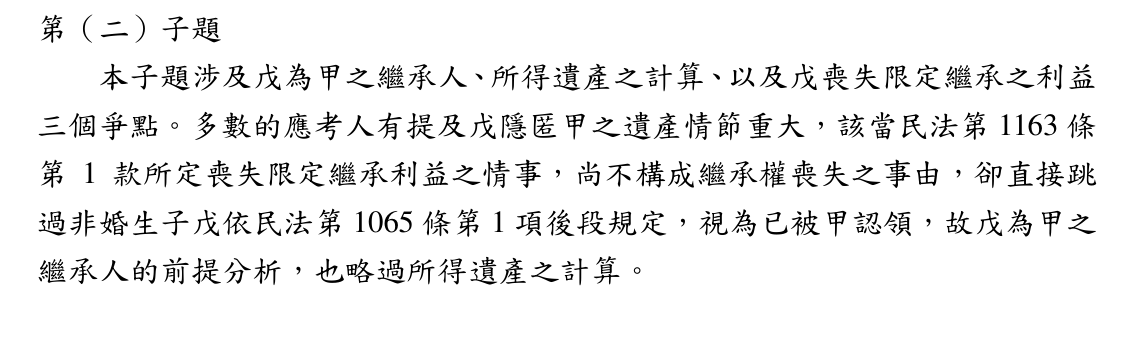 第（二）子題
本子題涉及戊為甲之繼承人、所得遺產之計算、以及戊喪失限定繼承之利益
三個爭點。多數的應考人有提及戊隱匿甲之遺產情節重大，該當民法第 1163 條
第 1 款所定喪失限定繼承利益之情事，尚不構成繼承權喪失之事由，卻直接跳
過非婚生子戊依民法第 1065 條第 1 項後段規定，視為已被甲認領，故戊為甲之
繼承人的前提分析，也略過所得遺產之計算。